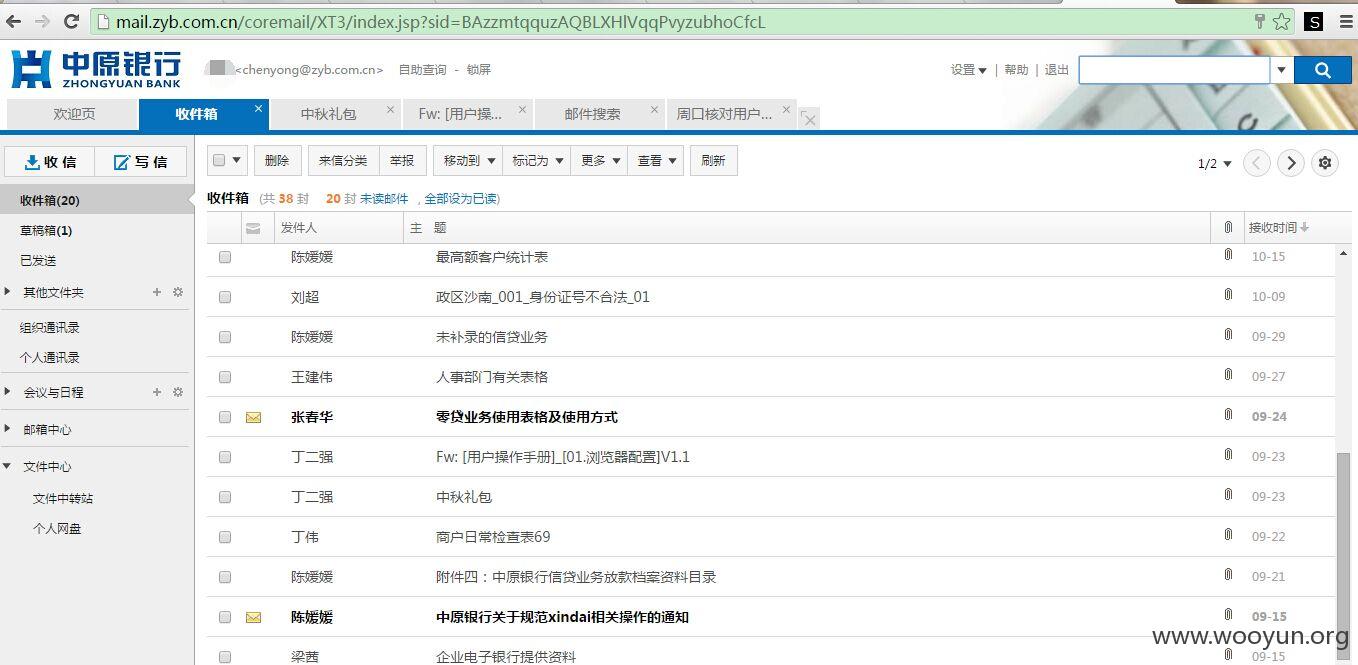 mail.zyb.com.cn/coremail/XT3/index.jsp?sid=BAzzmtqquzAQBLXHlVqqPvyzubhoCfcL
S
中原银行
ZHONGYUAN BANK
<chenyong@zyb.com.cn> 自助查询 - 锁屏
设置 | 帮助 | 退出
欢迎页 收件箱 中秋礼包 Fw: [用户操... 邮件搜索 周口核对用户...
收信 写信
删除 来信分类 举报 移动到 标记为 更多 查看 刷新
1/2
收件箱(20)
收件箱 (共 38 封 20 封 未读邮件 , 全部设为已读)
草稿箱(1)
发件人 主 题 接收时间
已发送
陈媛媛 最高额客户统计表 10-15
其他文件夹
刘超 政区沙南_001_身份证号不合法_01 10-09
组织通讯录
陈媛媛 未补录的信贷业务 09-29
个人通讯录
王建伟 人事部门有关表格 09-27
会议与日程
张春华 零贷业务使用表格及使用方式 09-24
邮箱中心
丁二强 Fw: [用户操作手册]_[01.浏览器配置]V1.1 09-23
文件中心
丁二强 中秋礼包 09-23
文件中转站
个人网盘
丁伟 商户日常检查表69 09-22
陈媛媛 附件四：中原银行信贷业务放款档案资料目录 09-21
陈媛媛 中原银行关于规范xindai相关操作的通知 09-15
www.wooyun.org
梁茜 企业电子银行提供资料 09-15